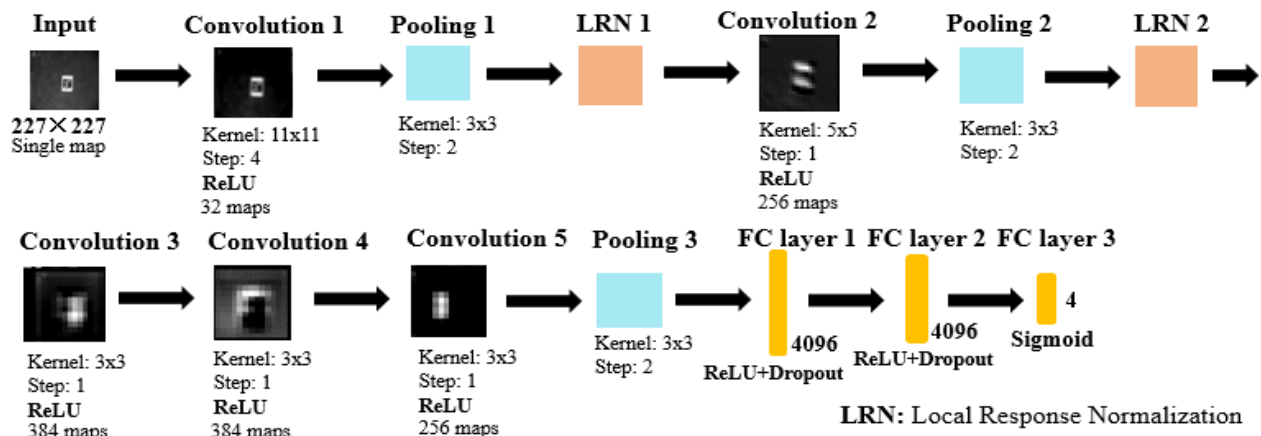 Input
227×227
Single map
Convolution 1
Kernel: 11x11
Step: 4
ReLU
32 maps
Pooling 1
Kernel: 3x3
Step: 2
LRN 1
Convolution 2
Kernel: 5x5
Step: 1
ReLU
256 maps
Pooling 2
Kernel: 3x3
Step: 2
LRN 2
Convolution 3
Kernel: 3x3
Step: 1
ReLU
384 maps
Convolution 4
Kernel: 3x3
Step: 1
ReLU
384 maps
Convolution 5
Kernel: 3x3
Step: 1
ReLU
256 maps
Pooling 3
Kernel: 3x3
Step: 2
FC layer 1
4096
ReLU+Dropout
FC layer 2
4096
ReLU+Dropout
FC layer 3
4
Sigmoid
LRN: Local Response Normalization